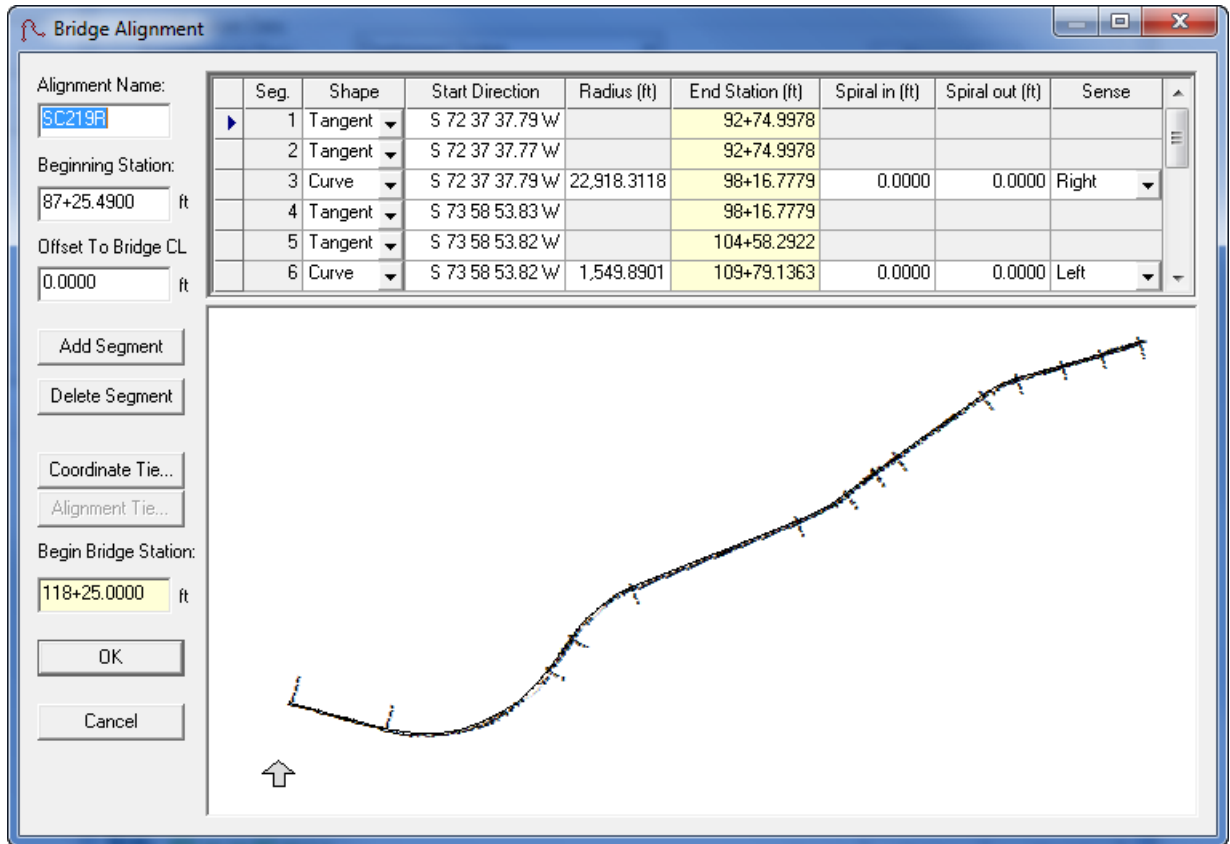 Bridge Alignment
Alignment Name:
SC219R
Beginning Station:
87+25.4900 ft
Offset To Bridge CL
0.0000 ft
Add Segment
Delete Segment
Coordinate Tie...
Alignment Tie...
Begin Bridge Station:
118+25.0000 ft
OK
Cancel
Seg. Shape Start Direction Radius (ft) End Station (ft) Spiral in (ft) Spiral out (ft) Sense
1 Tangent S 72 37 37.79 W 92+74.9978
2 Tangent S 72 37 37.77 W 92+74.9978
3 Curve S 72 37 37.79 W 22,918.3118 98+16.7779 0.0000 0.0000 Right
4 Tangent S 73 58 53.83 W 98+16.7779
5 Tangent S 73 58 53.82 W 104+58.2922
6 Curve S 73 58 53.82 W 1,549.8901 109+79.1363 0.0000 0.0000 Left